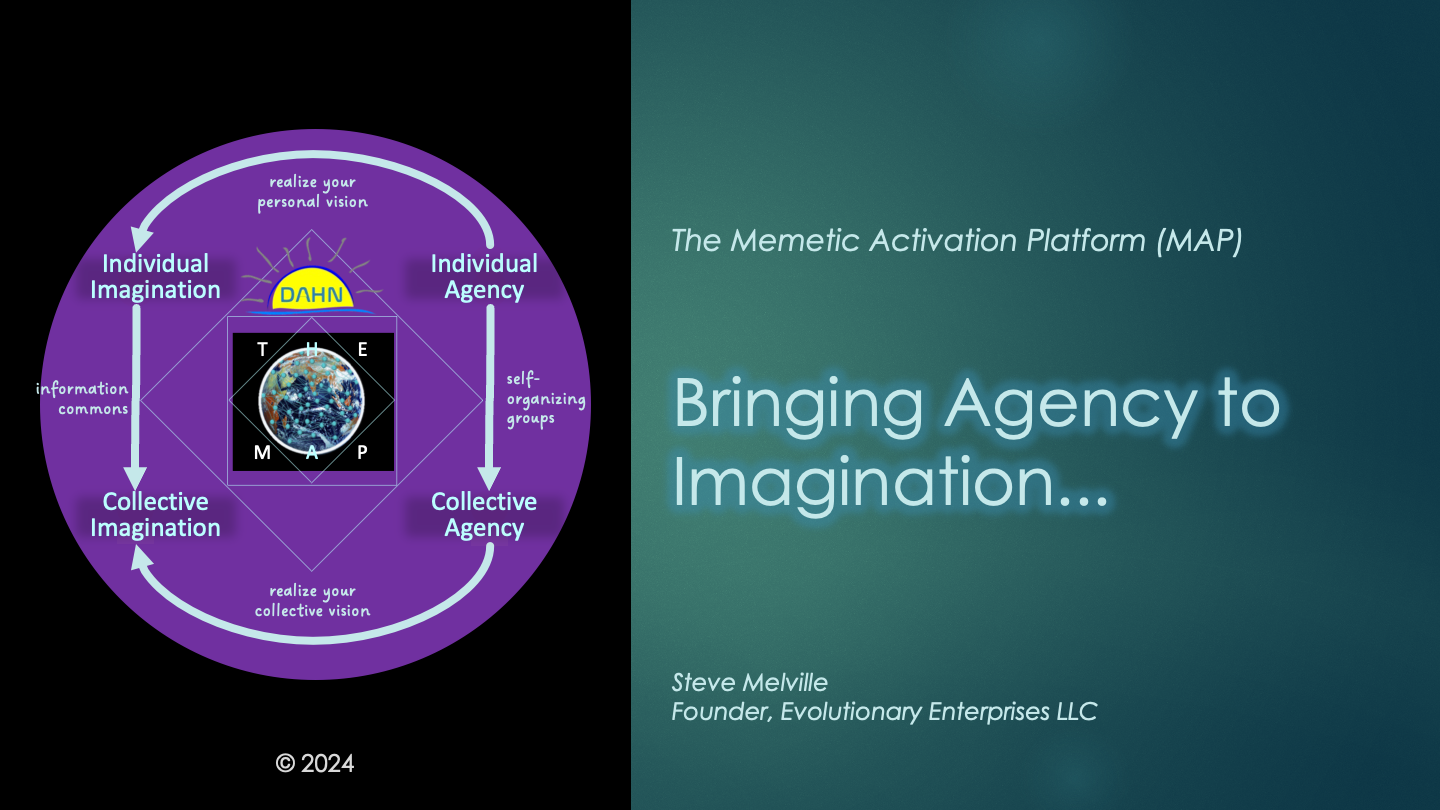 realize your
personal vision
Individual
Imagination
Individual
Agency
DAHN
THE
MAP
information
commons
self-
organizing
groups
Collective
Imagination
Collective
Agency
realize your
collective vision
© 2024
The Memetic Activation Platform (MAP)
Bringing Agency to
Imagination...
Steve Melville
Founder, Evolutionary Enterprises LLC